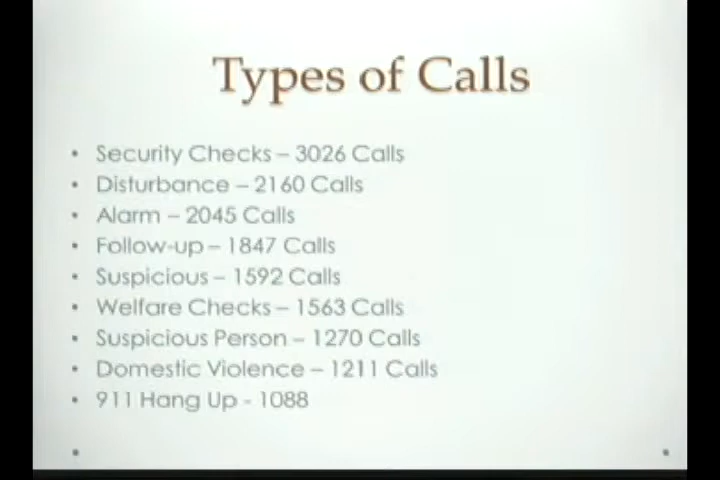 Types of Calls
• Security Checks – 3026 Calls
• Disturbance – 2160 Calls
• Alarm – 2045 Calls
• Follow-up – 1847 Calls
• Suspicious – 1592 Calls
• Welfare Checks – 1563 Calls
• Suspicious Person – 1270 Calls
• Domestic Violence – 1211 Calls
• 911 Hang Up - 1088